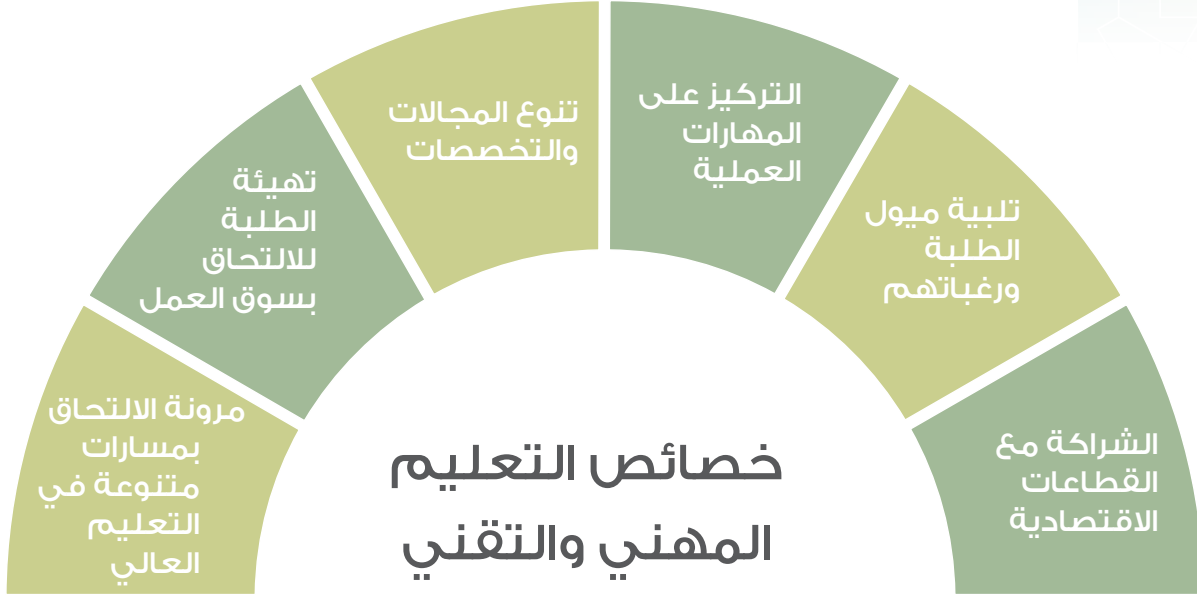 الشراكة مع
القطاعات
الاقتصادية
تلبية ميول
الطلبة
ورغباتهم
التركيز على
المهارات
العملية
تنوع المجالات
والتخصصات
تهيئة
الطلبة
للالتحاق
بسوق العمل
مرونة الالتحاق
بمسارات
متنوعة في
التعليم
العالي
خصائص التعليم
المهني والتقني